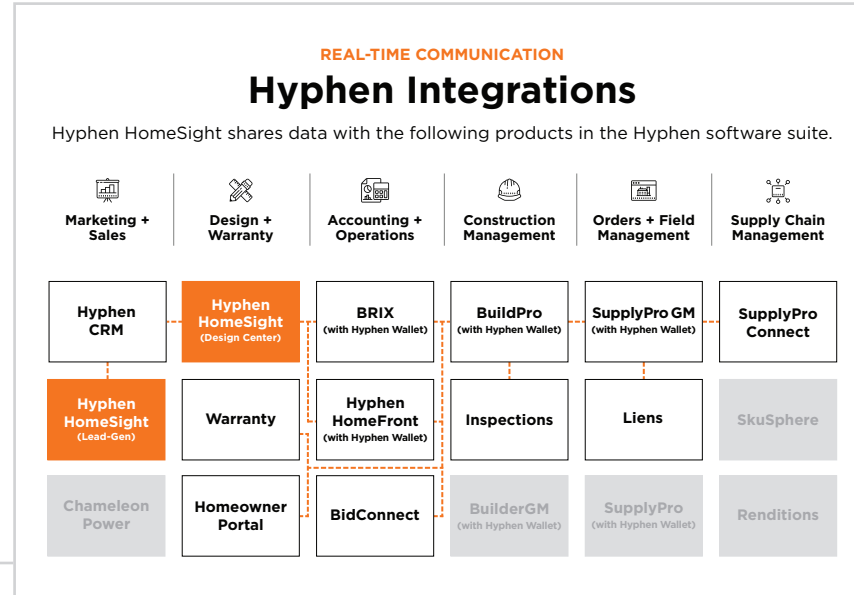 REAL-TIME COMMUNICATION
Hyphen Integrations
Hyphen HomeSight shares data with the following products in the Hyphen software suite.
Marketing +
Sales
Design +
Warranty
Accounting +
Operations
Construction
Management
Orders + Field
Management
Supply Chain
Management
Hyphen
CRM
Hyphen
HomeSight
(Design Center)
BRIX
(with Hyphen Wallet)
BuildPro
(with Hyphen Wallet)
SupplyPro GM
(with Hyphen Wallet)
SupplyPro
Connect
Hyphen
HomeSight
(Lead-Gen)
Warranty
Hyphen
HomeFront
(with Hyphen Wallet)
Inspections
Liens
SkuSphere
Chameleon
Power
Homeowner
Portal
BidConnect
BuilderGM
(with Hyphen Wallet)
SupplyPro
(with Hyphen Wallet)
Renditions